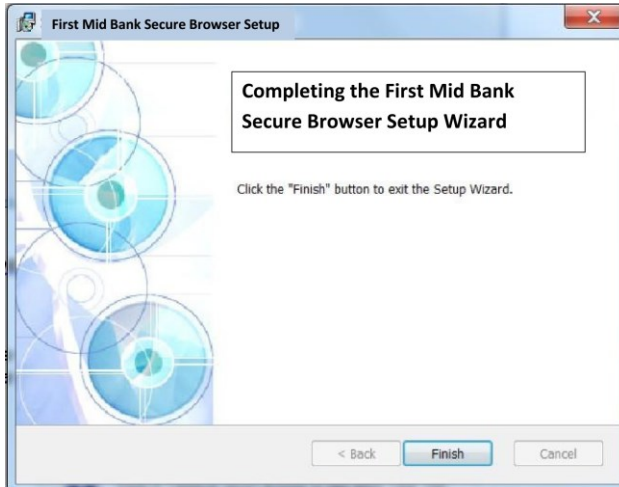 First Mid Bank Secure Browser Setup
Completing the First Mid Bank
Secure Browser Setup Wizard
Click the "Finish" button to exit the Setup Wizard.
< Back Finish Cancel